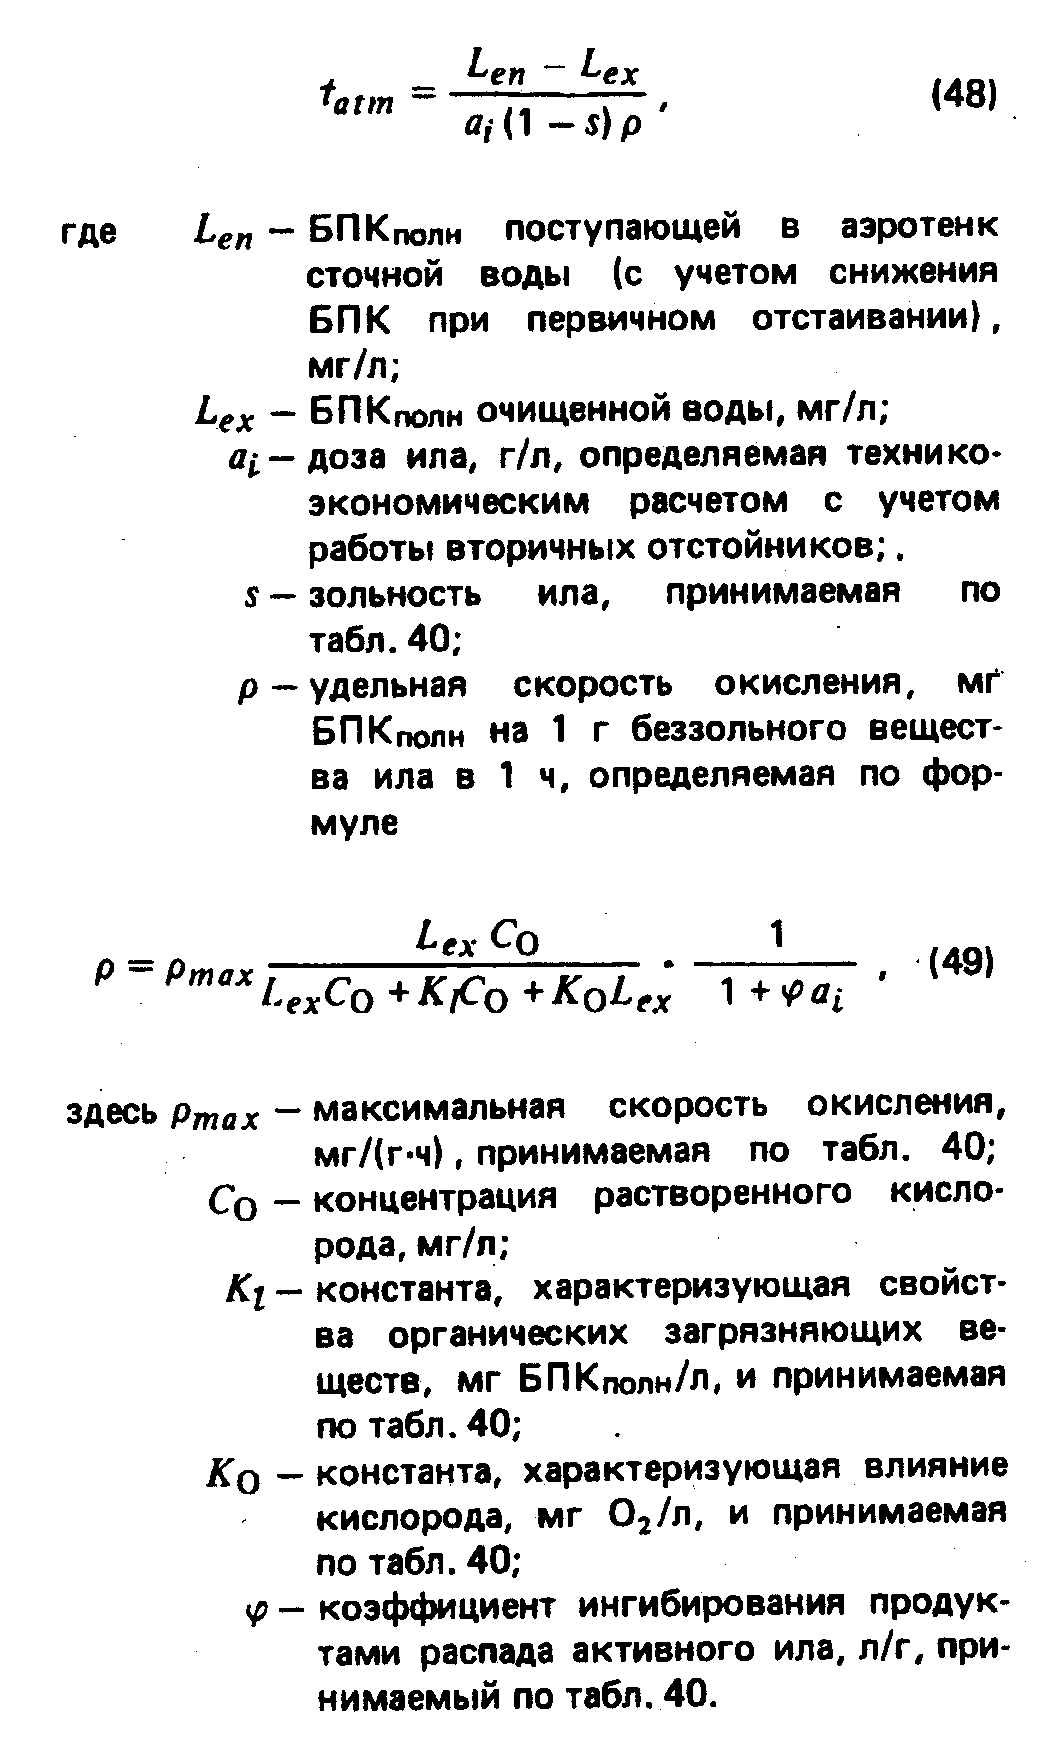 t_atm = (L_en − L_ex) / (a_i (1 − s) ρ) , (48)
где L_en — БПК_полн поступающей в аэротенк
сточной воды (с учетом снижения
БПК при первичном отстаивании),
мг/л;
L_ex — БПК_полн очищенной воды, мг/л;
a_i — доза ила, г/л, определяемая технико-
экономическим расчетом с учетом
работы вторичных отстойников; .
s — зольность ила, принимаемая по
табл. 40;
ρ — удельная скорость окисления, мг
БПК_полн на 1 г беззольного вещест-
ва ила в 1 ч, определяемая по фор-
муле
ρ = ρ_max (L_ex C_O) / (L_ex C_O + K_l C_O + K_O L_ex) · 1 / (1 + φ a_i) , (49)
здесь ρ_max — максимальная скорость окисления,
мг/(г·ч), принимаемая по табл. 40;
C_O — концентрация растворенного кисло-
рода, мг/л;
K_l — константа, характеризующая свойст-
ва органических загрязняющих ве-
ществ, мг БПК_полн/л, и принимаемая
по табл. 40;
K_O — константа, характеризующая влияние
кислорода, мг O₂/л, и принимаемая
по табл. 40;
φ — коэффициент ингибирования продук-
тами распада активного ила, л/г, при-
нимаемый по табл. 40.